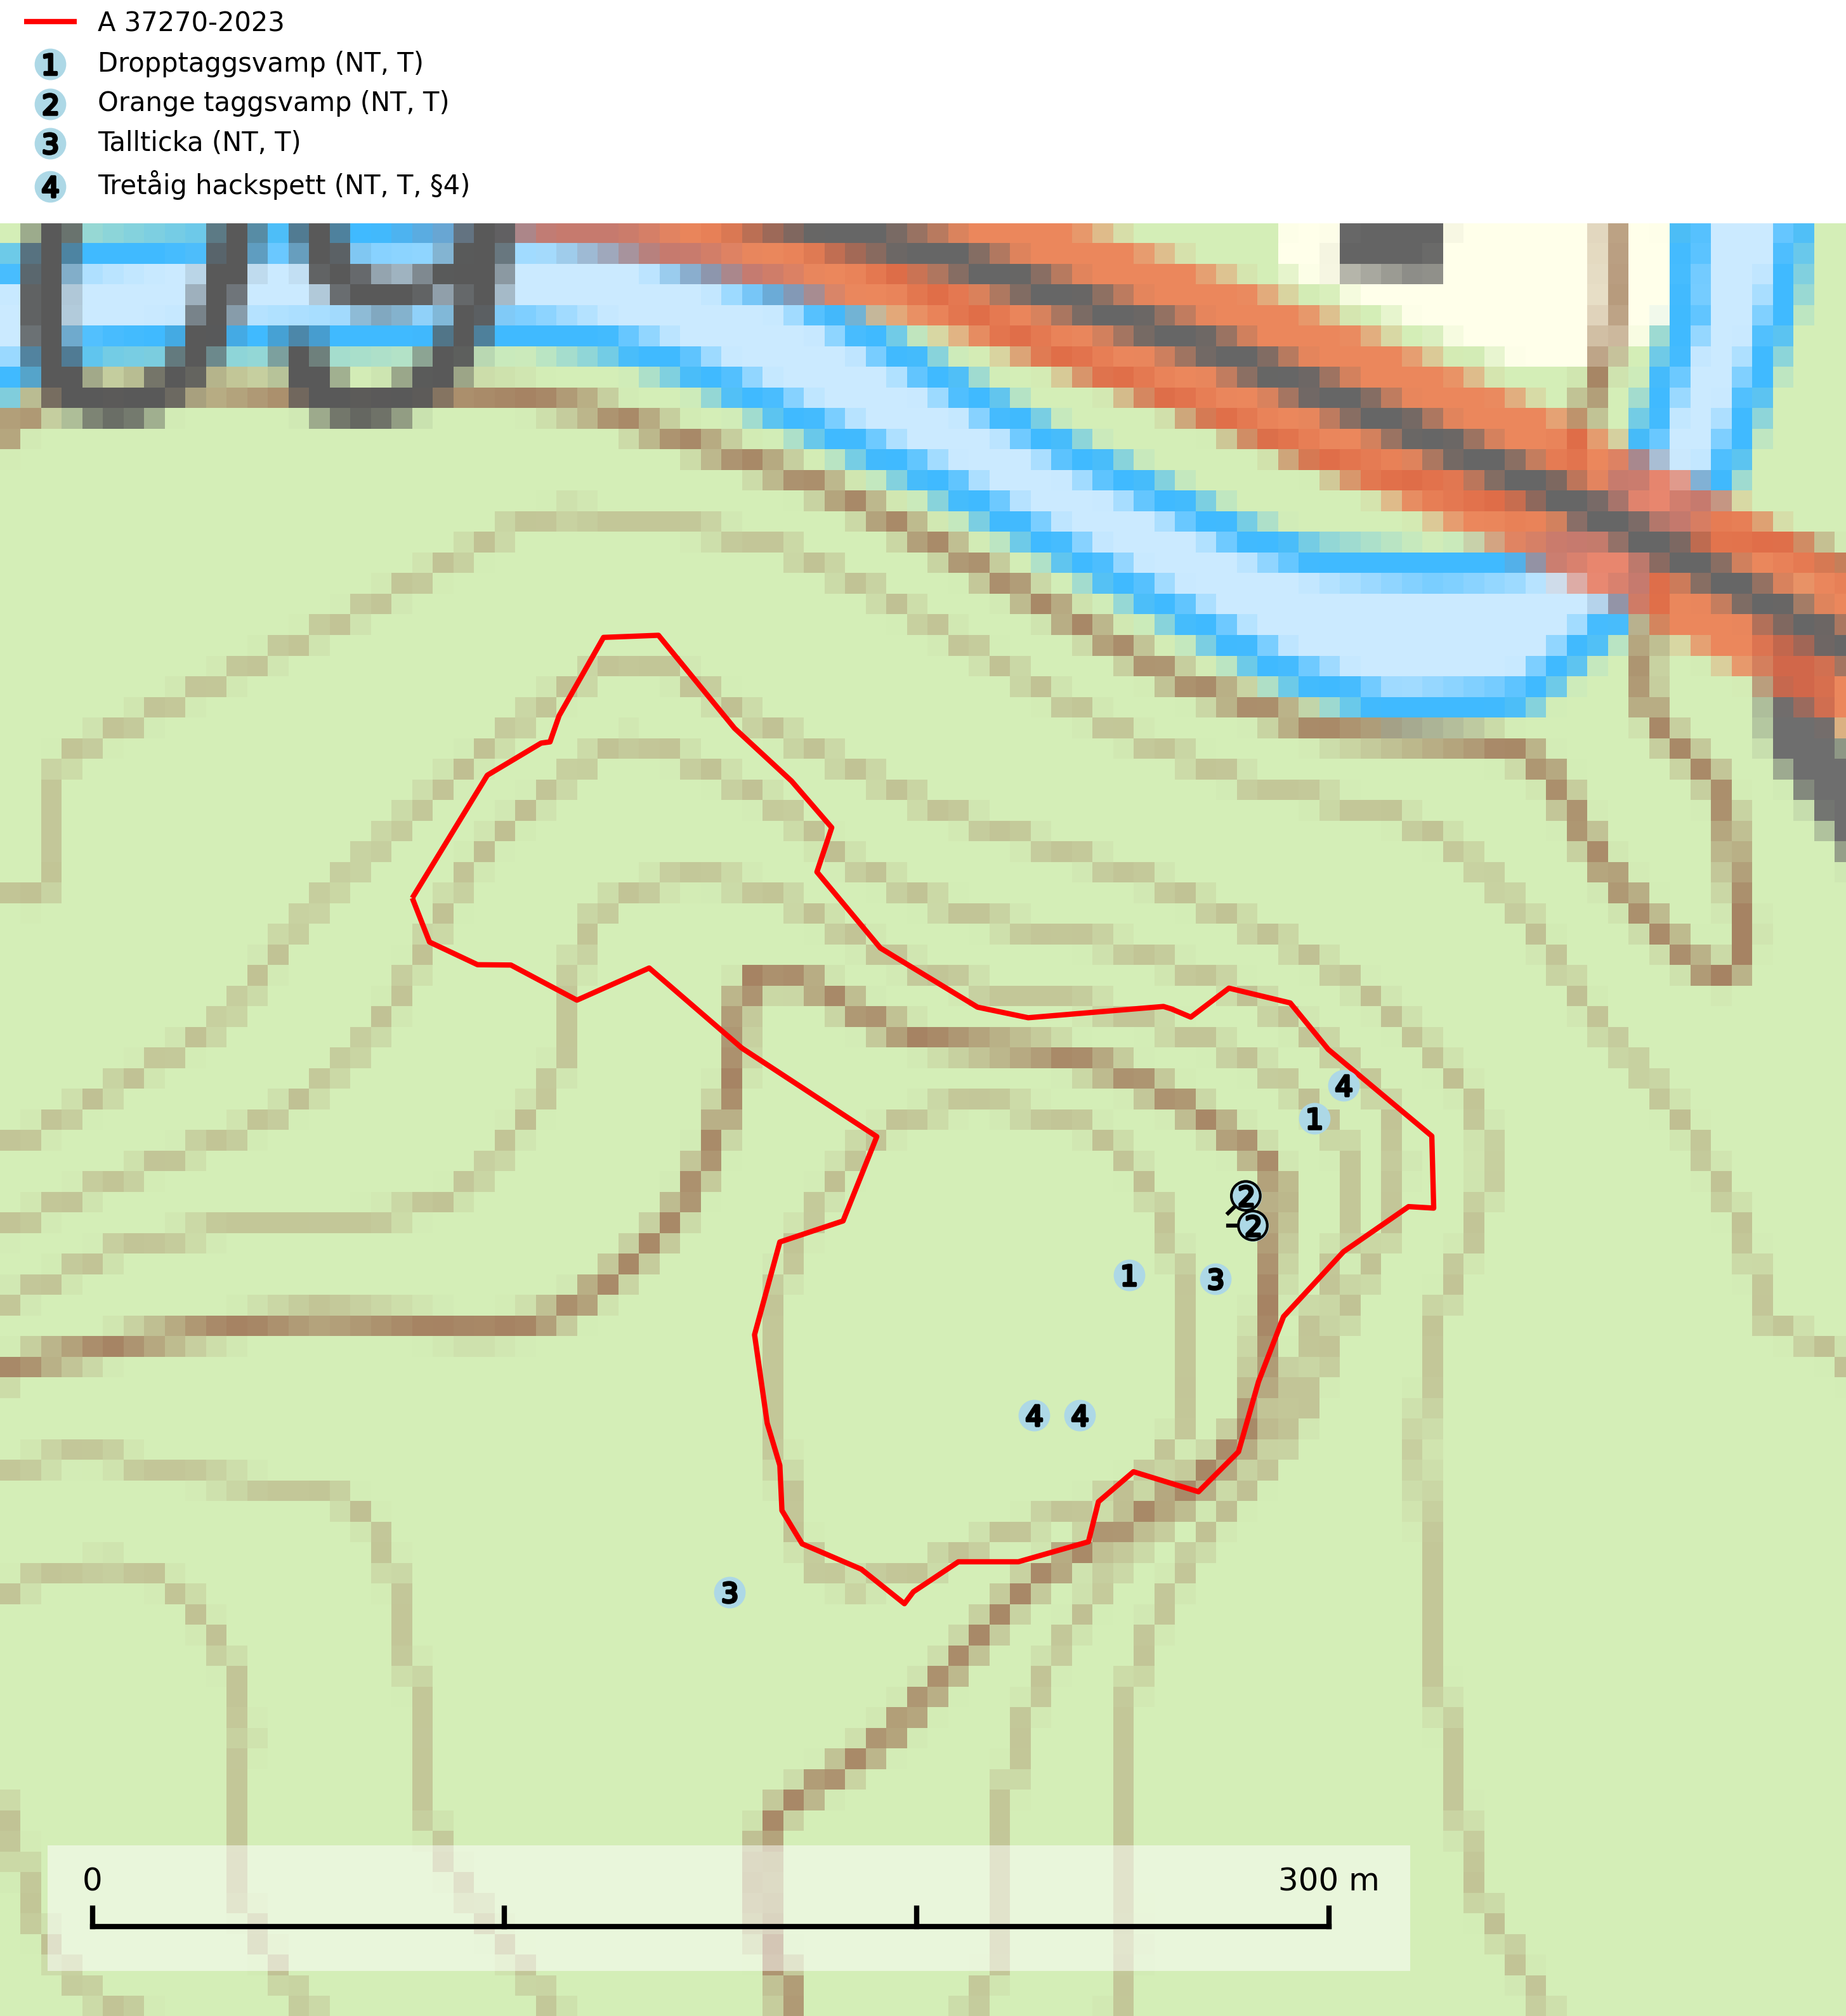 A 37270-2023
1 Dropptaggsvamp (NT, T)
2 Orange taggsvamp (NT, T)
3 Tallticka (NT, T)
4 Tretåig hackspett (NT, T, §4)
4
1
2
2
1
3
4
4
3
0
300 m